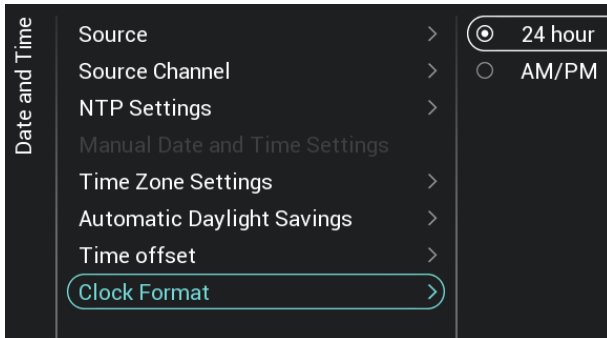 Date and Time
Source
Source Channel
NTP Settings
Manual Date and Time Settings
Time Zone Settings
Automatic Daylight Savings
Time offset
Clock Format
24 hour
AM/PM